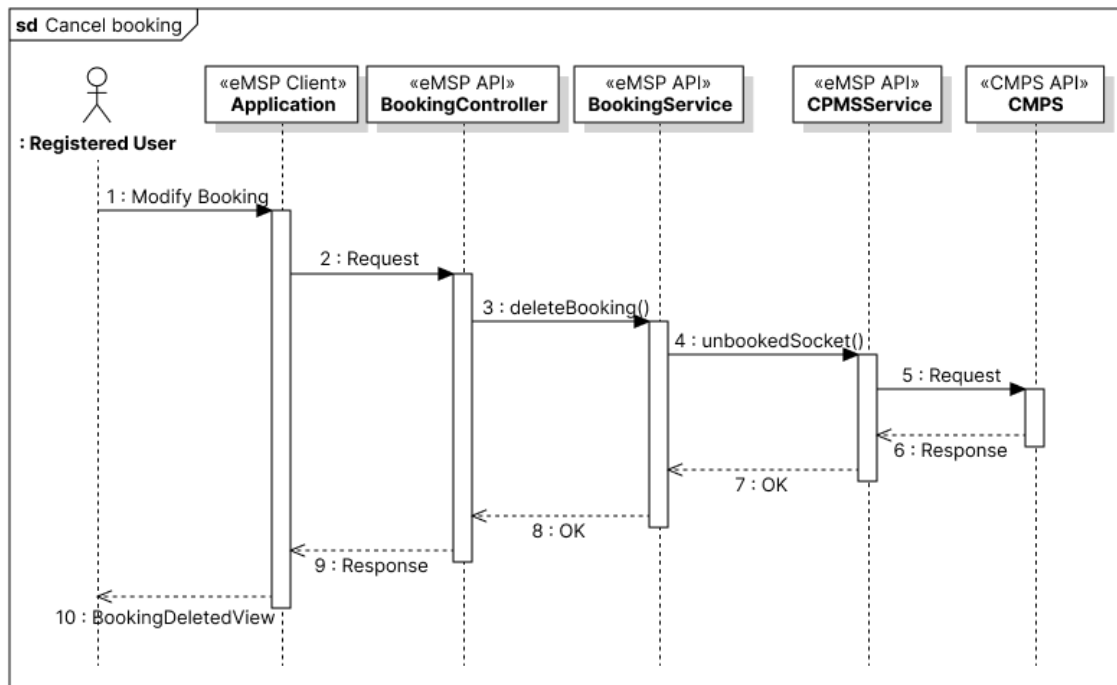 sd Cancel booking
: Registered User
«eMSP Client»
Application
«eMSP API»
BookingController
«eMSP API»
BookingService
«eMSP API»
CPMSService
«CMPS API»
CMPS
1 : Modify Booking
2 : Request
3 : deleteBooking()
4 : unbookedSocket()
5 : Request
6 : Response
7 : OK
8 : OK
9 : Response
10 : BookingDeletedView